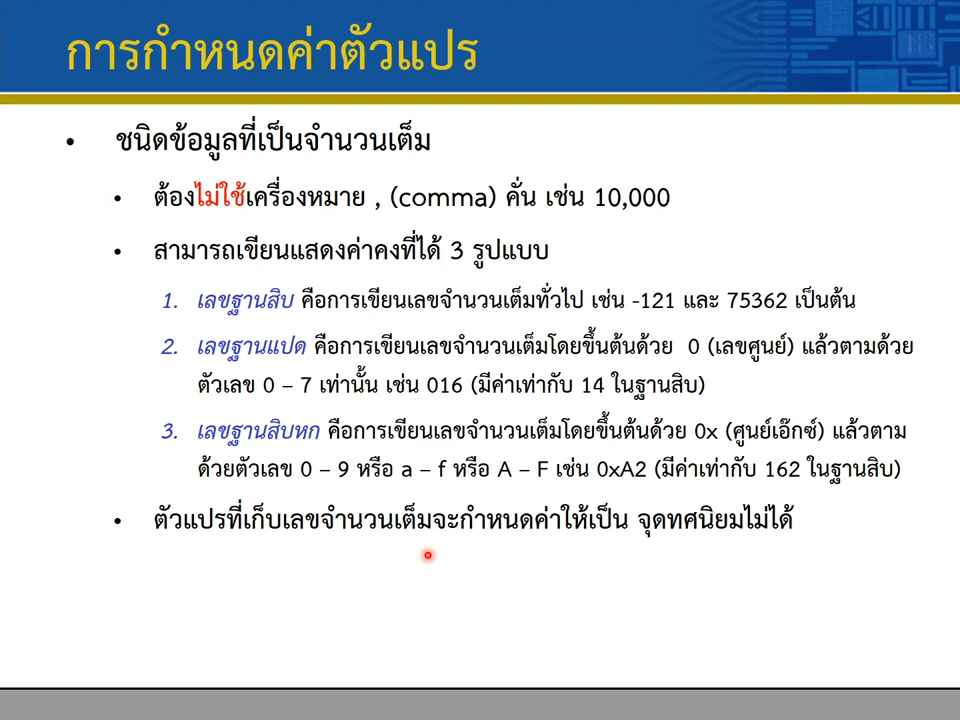 การกำหนดค่าตัวแปร
• ชนิดข้อมูลที่เป็นจำนวนเต็ม
• ต้องไม่ใช้เครื่องหมาย , (comma) คั่น เช่น 10,000
• สามารถเขียนแสดงค่าคงที่ได้ 3 รูปแบบ
1. เลขฐานสิบ คือการเขียนเลขจำนวนเต็มทั่วไป เช่น -121 และ 75362 เป็นต้น
2. เลขฐานแปด คือการเขียนเลขจำนวนเต็มโดยขึ้นต้นด้วย 0 (เลขศูนย์) แล้วตามด้วย
ตัวเลข 0 – 7 เท่านั้น เช่น 016 (มีค่าเท่ากับ 14 ในฐานสิบ)
3. เลขฐานสิบหก คือการเขียนเลขจำนวนเต็มโดยขึ้นต้นด้วย 0x (ศูนย์เอ๊กซ์) แล้วตาม
ด้วยตัวเลข 0 – 9 หรือ a – f หรือ A – F เช่น 0xA2 (มีค่าเท่ากับ 162 ในฐานสิบ)
• ตัวแปรที่เก็บเลขจำนวนเต็มจะกำหนดค่าให้เป็น จุดทศนิยมไม่ได้